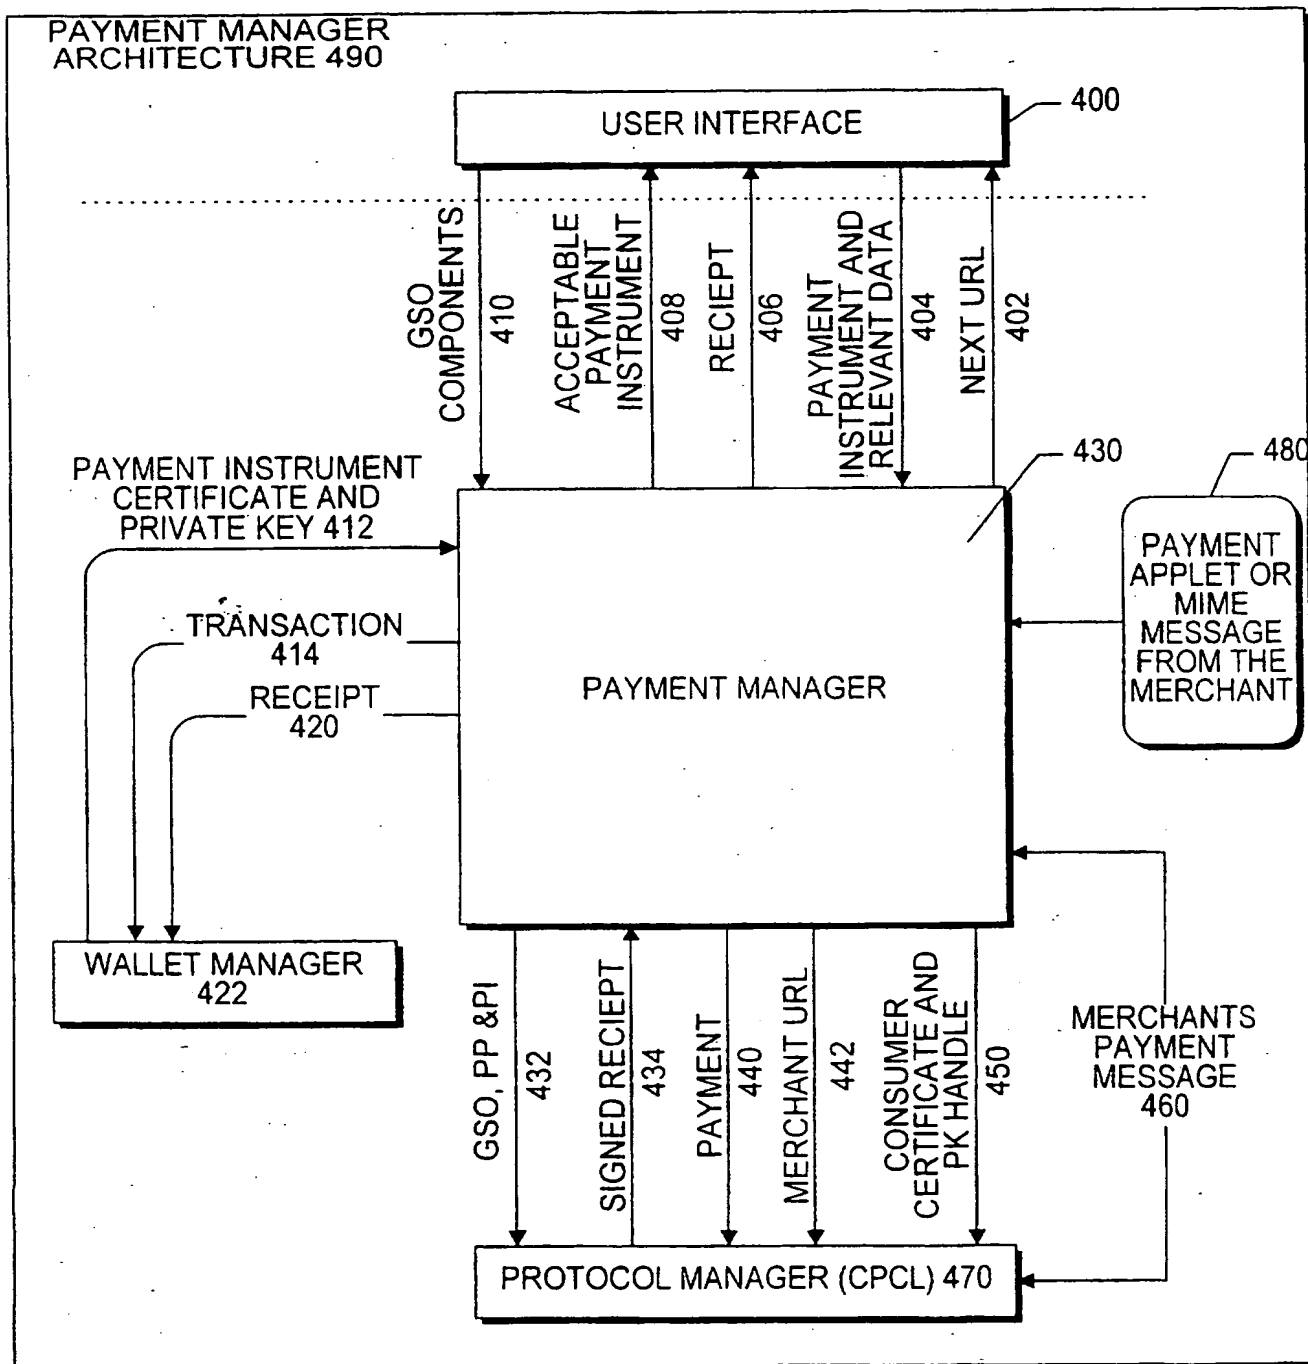 PAYMENT MANAGER
ARCHITECTURE 490
USER INTERFACE
400
GSO
COMPONENTS
410
ACCEPTABLE
PAYMENT
INSTRUMENT
408
RECIEPT
406
PAYMENT
INSTRUMENT AND
RELEVANT DATA
404
NEXT URL
402
PAYMENT INSTRUMENT
CERTIFICATE AND
PRIVATE KEY 412
430
480
PAYMENT
APPLET OR
MIME
MESSAGE
FROM THE
MERCHANT
TRANSACTION
414
RECEIPT
420
PAYMENT MANAGER
WALLET MANAGER
422
GSO, PP &PI
432
SIGNED RECIEPT
434
PAYMENT
440
MERCHANT URL
442
CONSUMER
CERTIFICATE AND
PK HANDLE
450
MERCHANTS
PAYMENT
MESSAGE
460
PROTOCOL MANAGER (CPCL) 470